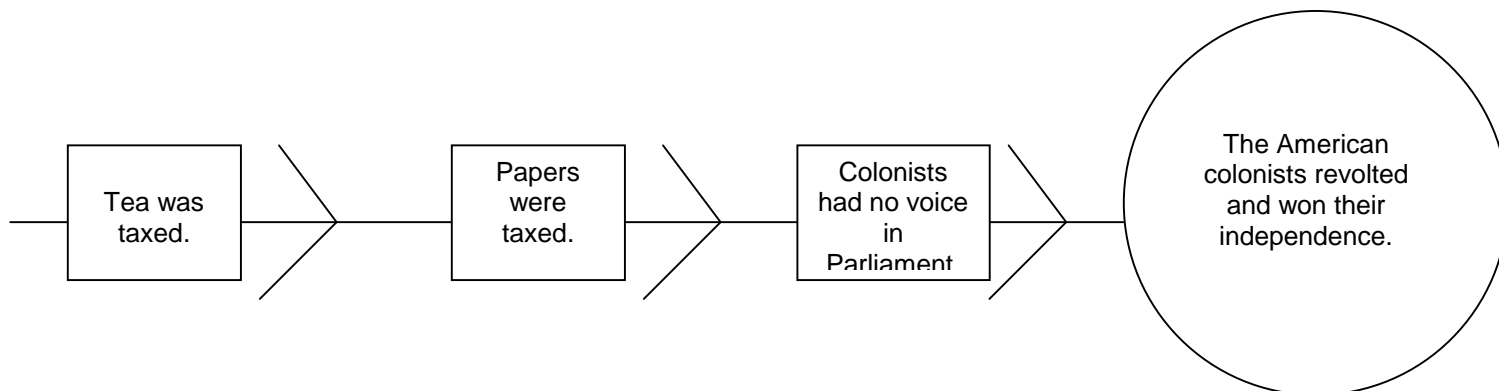 Tea was
taxed.
Papers
were
taxed.
Colonists
had no voice
in
Parliament.
The American
colonists revolted
and won their
independence.